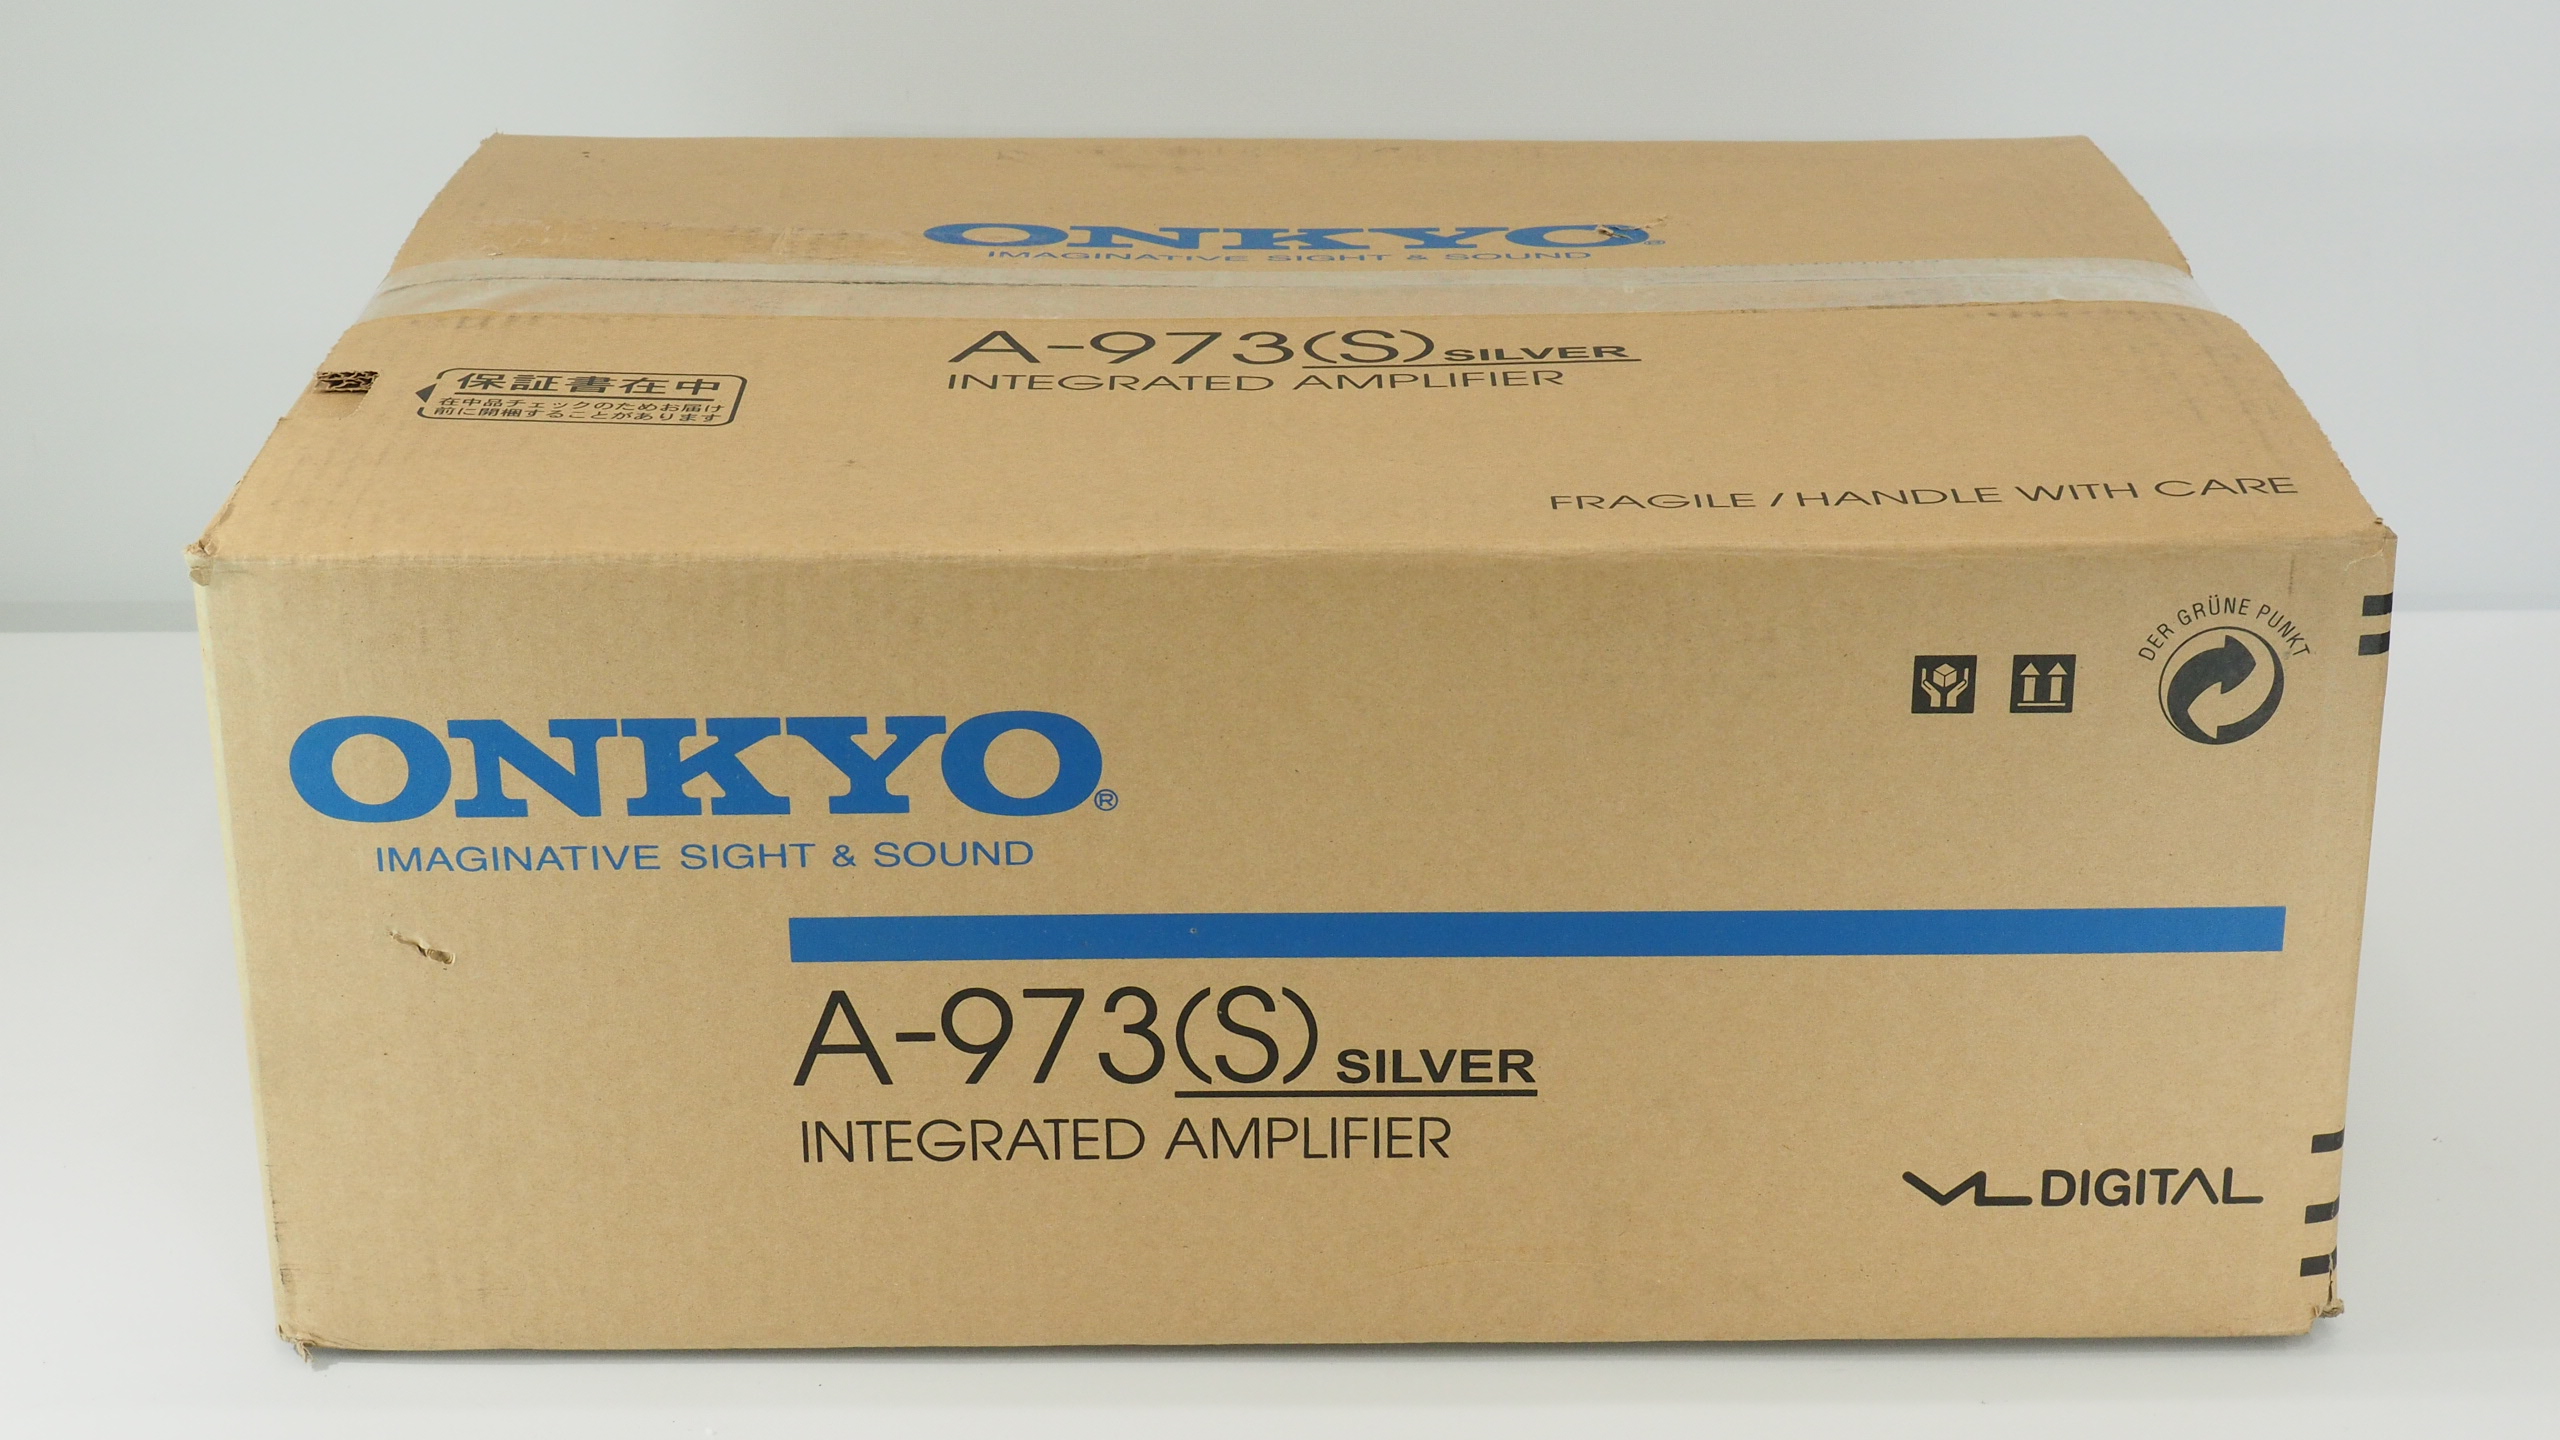 ONKYO®
IMAGINATIVE SIGHT & SOUND
A-973(S) SILVER
INTEGRATED AMPLIFIER
保証書在中
在中品チェックのためお届け
前に開梱することがあります
FRAGILE / HANDLE WITH CARE
DER GRÜNE PUNKT
ONKYO®
IMAGINATIVE SIGHT & SOUND
A-973(S) SILVER
INTEGRATED AMPLIFIER
VL DIGITAL